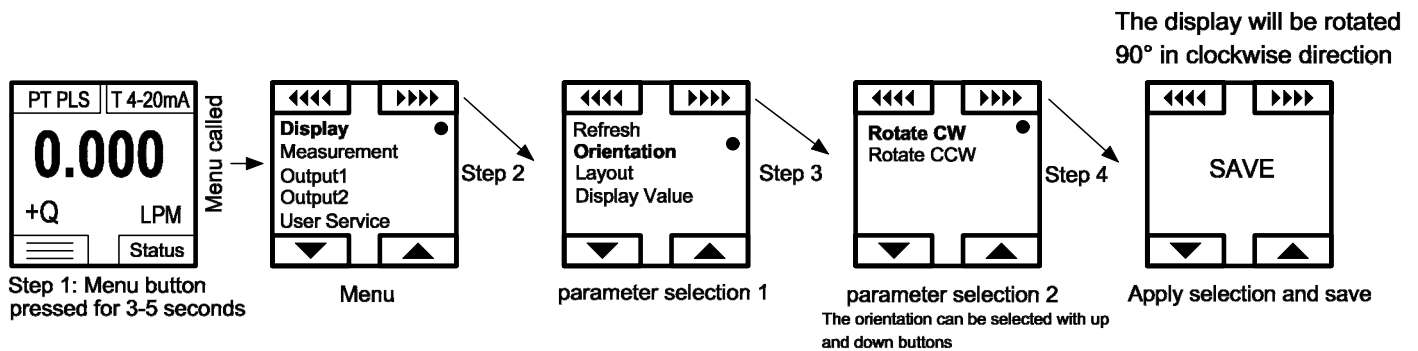 The display will be rotated
90° in clockwise direction
PT PLS
T 4-20mA
0.000
+Q
LPM
Status
Step 1: Menu button
pressed for 3-5 seconds
Menu called
Display
Measurement
Output1
Output2
User Service
Menu
Step 2
Refresh
Orientation
Layout
Display Value
parameter selection 1
Step 3
Rotate CW
Rotate CCW
parameter selection 2
The orientation can be selected with up
and down buttons
Step 4
SAVE
Apply selection and save